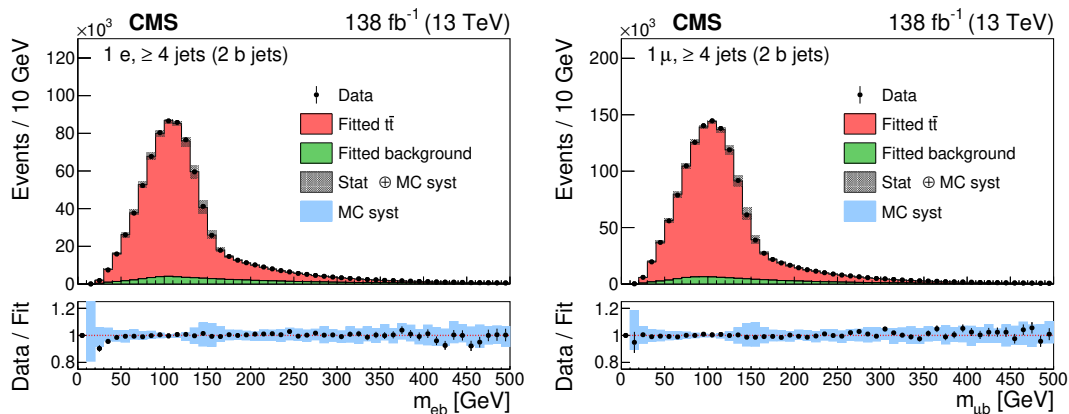 CMS 138 fb⁻¹ (13 TeV)
×10³
1 e, ≥ 4 jets (2 b jets)
Events / 10 GeV
120
100
80
60
40
20
0
Data
Fitted tt̄
Fitted background
Stat ⊕ MC syst
MC syst
Data / Fit
1.2
1
0.8
0 50 100 150 200 250 300 350 400 450 500
m_eb [GeV]
CMS 138 fb⁻¹ (13 TeV)
×10³
1 μ, ≥ 4 jets (2 b jets)
Events / 10 GeV
200
150
100
50
0
Data
Fitted tt̄
Fitted background
Stat ⊕ MC syst
MC syst
Data / Fit
1.2
1
0.8
0 50 100 150 200 250 300 350 400 450 500
m_μb [GeV]